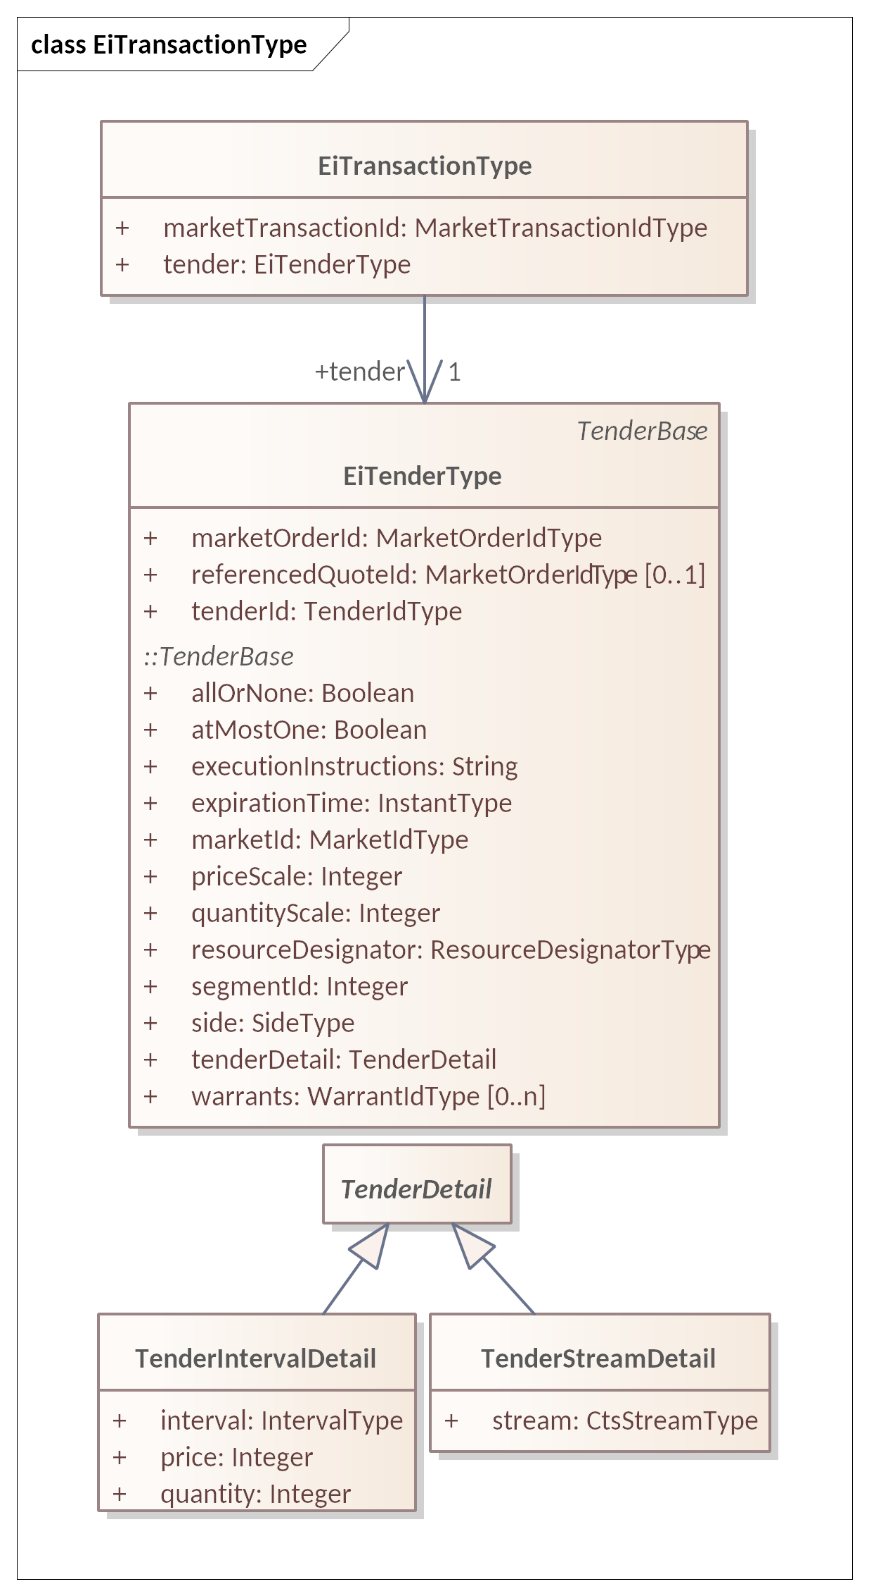 class EiTransactionType
EiTransactionType
+ marketTransactionId: MarketTransactionIdType
+ tender: EiTenderType
+tender 1
TenderBase
EiTenderType
+ marketOrderId: MarketOrderIdType
+ referencedQuoteId: MarketOrderIdType [0..1]
+ tenderId: TenderIdType
::TenderBase
+ allOrNone: Boolean
+ atMostOne: Boolean
+ executionInstructions: String
+ expirationTime: InstantType
+ marketId: MarketIdType
+ priceScale: Integer
+ quantityScale: Integer
+ resourceDesignator: ResourceDesignatorType
+ segmentId: Integer
+ side: SideType
+ tenderDetail: TenderDetail
+ warrants: WarrantIdType [0..n]
TenderDetail
TenderIntervalDetail
+ interval: IntervalType
+ price: Integer
+ quantity: Integer
TenderStreamDetail
+ stream: CtsStreamType